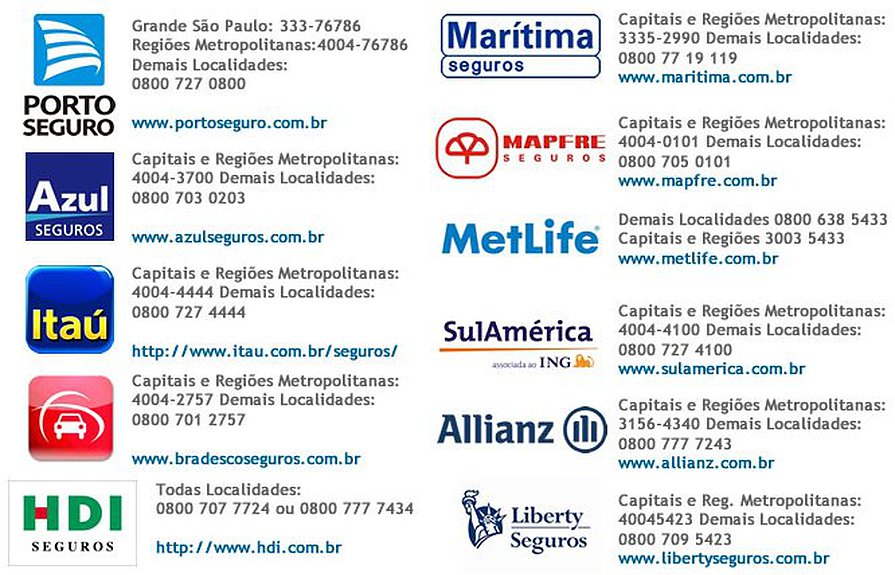 PORTO
SEGURO
Grande São Paulo: 333-76786
Regiões Metropolitanas:4004-76786
Demais Localidades:
0800 727 0800
www.portoseguro.com.br
Azul
SEGUROS
Capitais e Regiões Metropolitanas:
4004-3700 Demais Localidades:
0800 703 0203
www.azulseguros.com.br
Itaú
Capitais e Regiões Metropolitanas:
4004-4444 Demais Localidades:
0800 727 4444
http://www.itau.com.br/seguros/
Capitais e Regiões Metropolitanas:
4004-2757 Demais Localidades:
0800 701 2757
www.bradescoseguros.com.br
HDI
SEGUROS
Todas Localidades:
0800 707 7724 ou 0800 777 7434
http://www.hdi.com.br
Marítima
seguros
Capitais e Regiões Metropolitanas:
3335-2990 Demais Localidades:
0800 77 19 119
www.maritima.com.br
MAPFRE
SEGUROS
Capitais e Regiões Metropolitanas:
4004-0101 Demais Localidades:
0800 705 0101
www.mapfre.com.br
MetLife®
Demais Localidades 0800 638 5433
Capitais e Regiões 3003 5433
www.metlife.com.br
SulAmérica
associada ao ING
Capitais e Regiões Metropolitanas:
4004-4100 Demais Localidades:
0800 727 4100
www.sulamerica.com.br
Allianz
Capitais e Regiões Metropolitanas:
3156-4340 Demais Localidades:
0800 777 7243
www.allianz.com.br
Liberty
Seguros
Capitais e Reg. Metropolitanas:
40045423 Demais Localidades:
0800 709 5423
www.libertyseguros.com.br